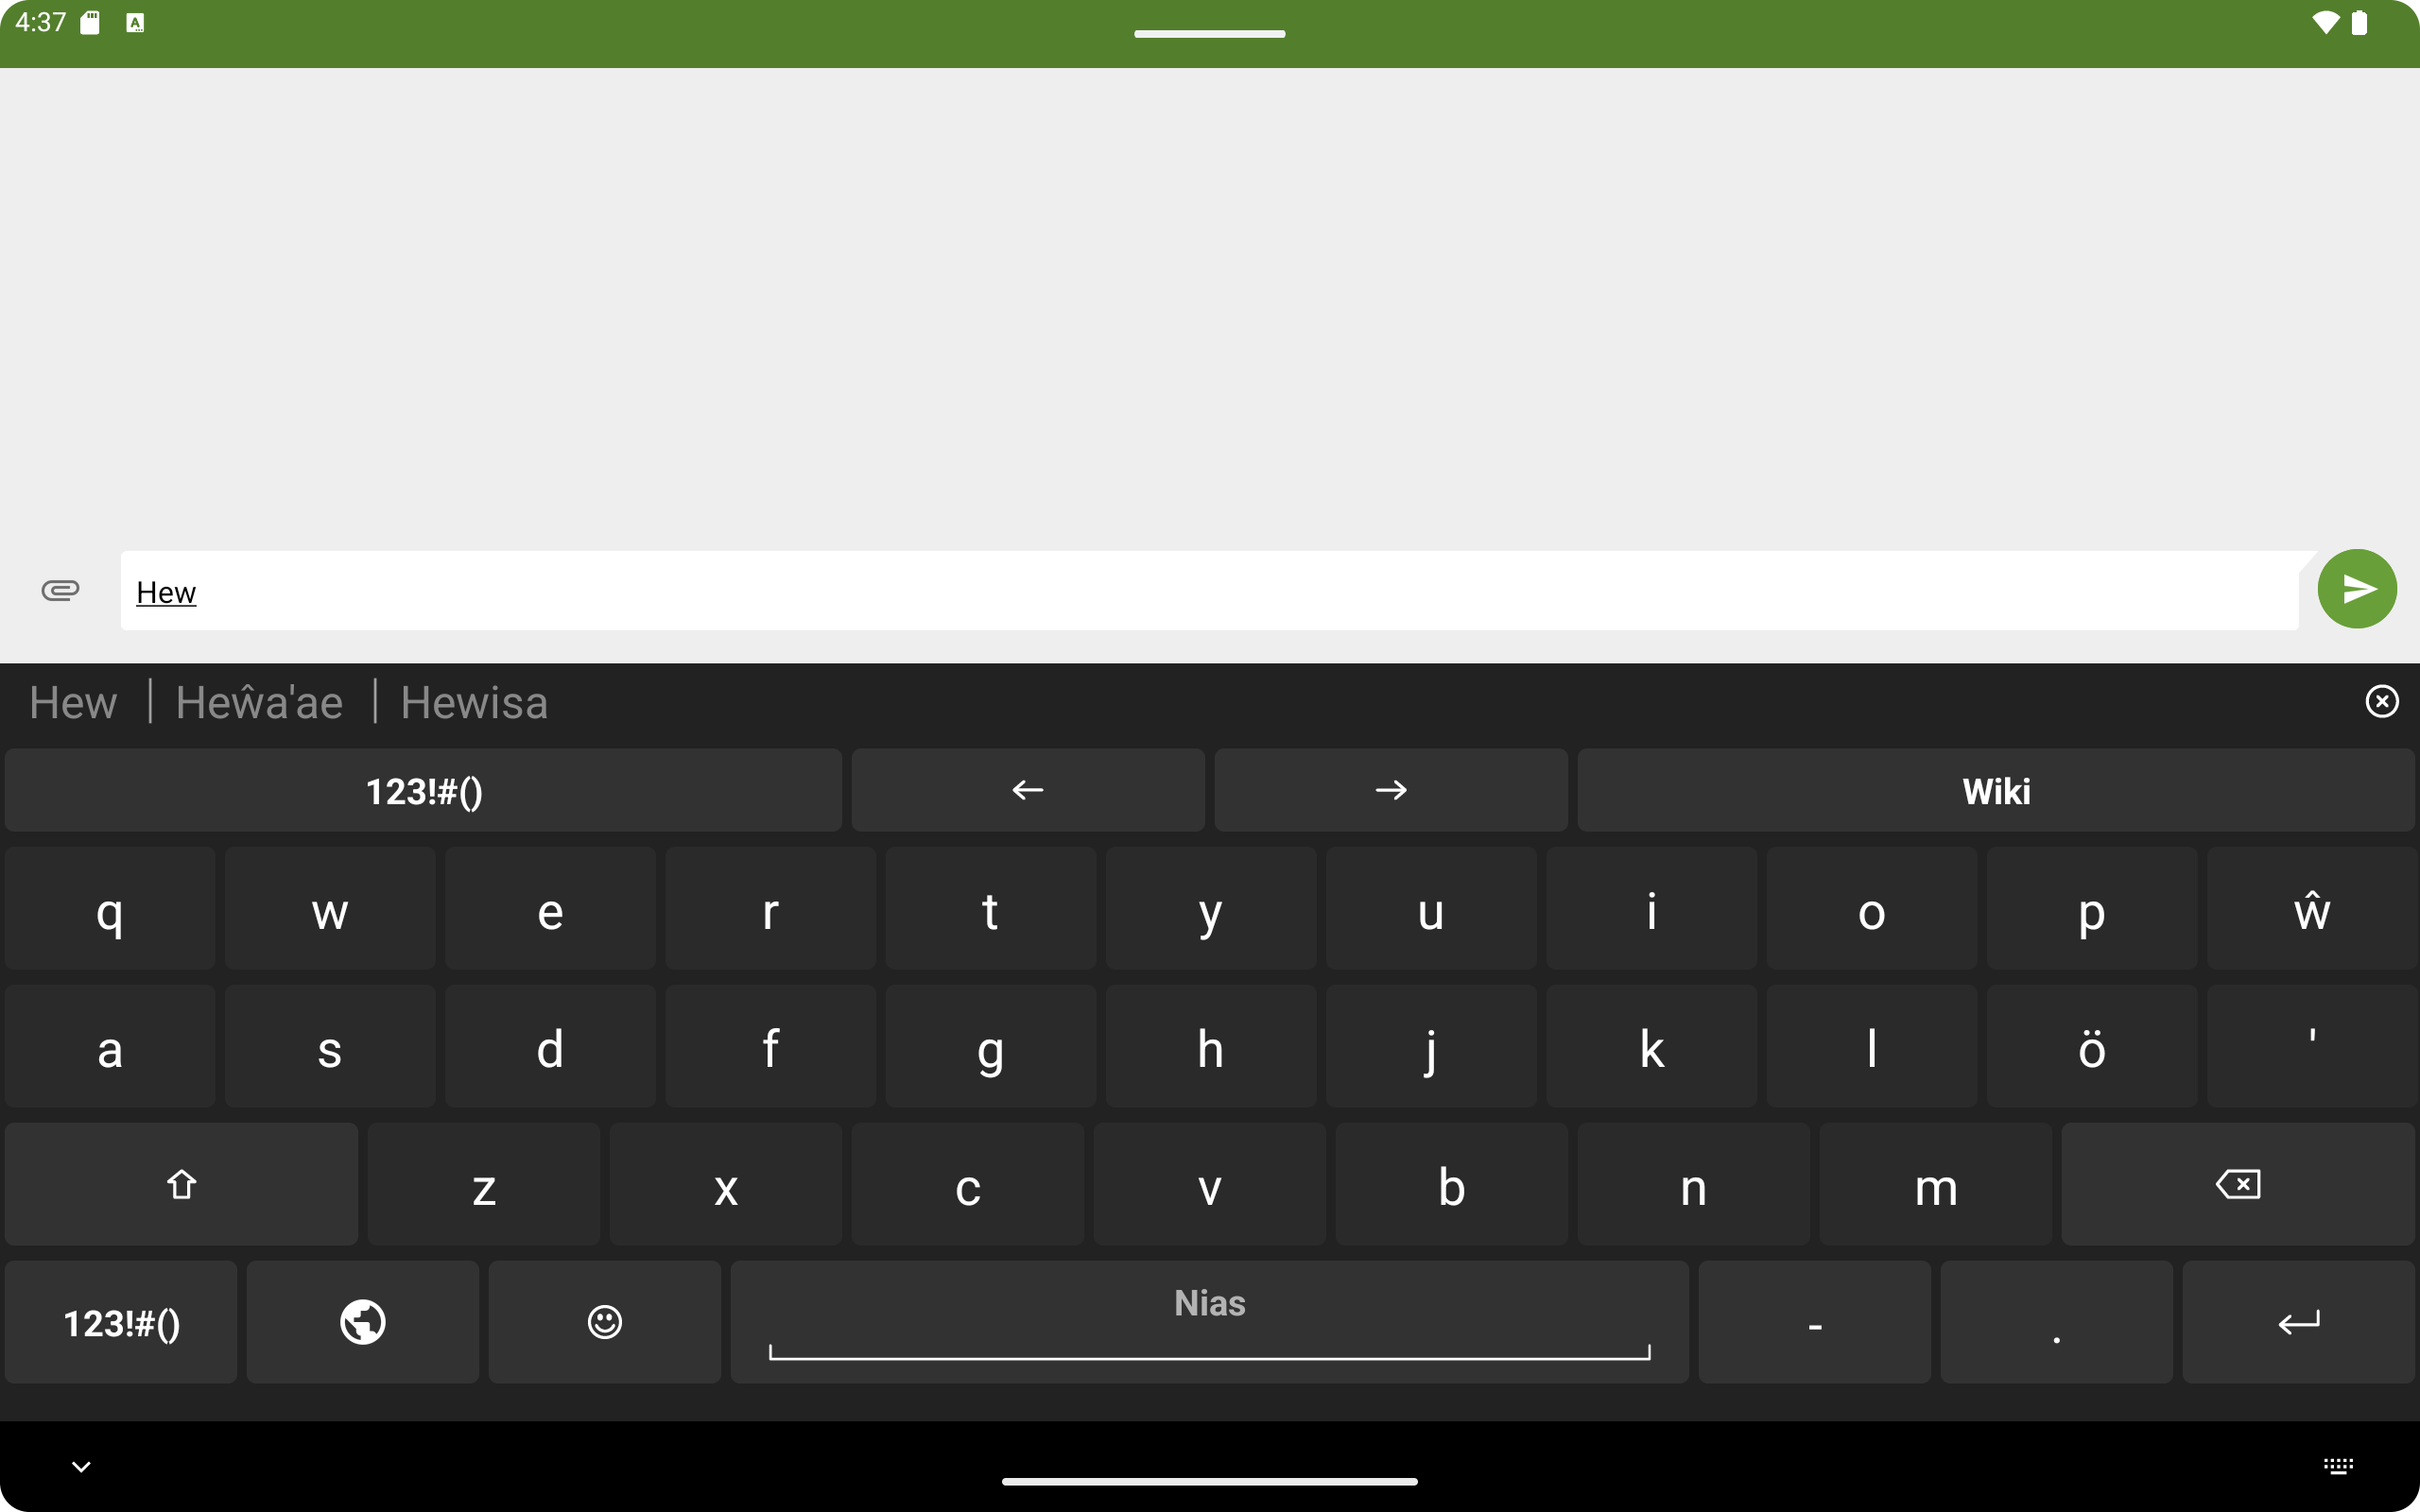 4:37
Hew
Hew Heŵa'ae Hewisa
123!#() Wiki
q w e r t y u i o p ŵ
a s d f g h j k l ö '
z x c v b n m
123!#() Nias - .